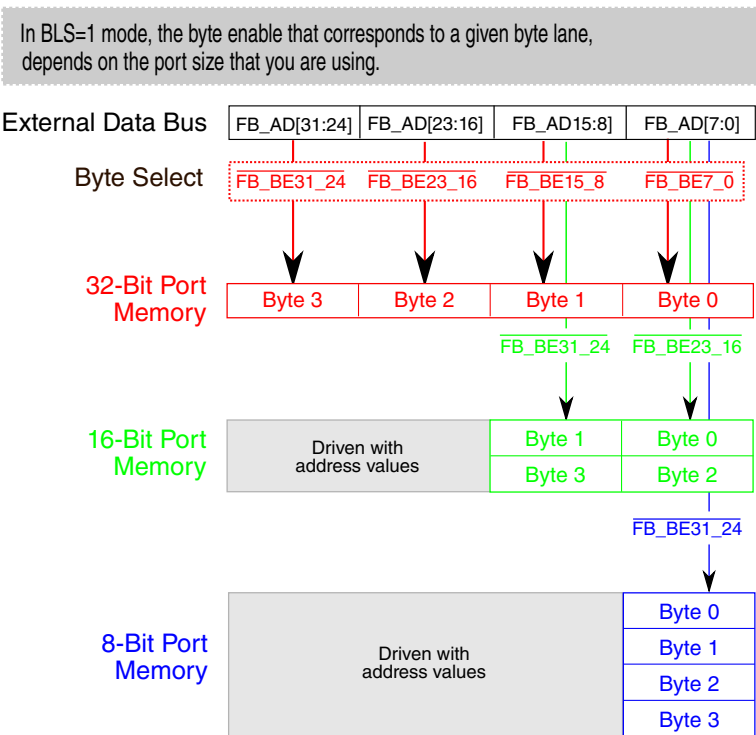 In BLS=1 mode, the byte enable that corresponds to a given byte lane,
depends on the port size that you are using.
External Data Bus FB_AD[31:24] FB_AD[23:16] FB_AD15:8] FB_AD[7:0]
Byte Select FB_BE31_24 FB_BE23_16 FB_BE15_8 FB_BE7_0
32-Bit Port
Memory
Byte 3 Byte 2 Byte 1 Byte 0
FB_BE31_24 FB_BE23_16
16-Bit Port
Memory
Driven with
address values
Byte 1 Byte 0
Byte 3 Byte 2
FB_BE31_24
8-Bit Port
Memory
Driven with
address values
Byte 0
Byte 1
Byte 2
Byte 3